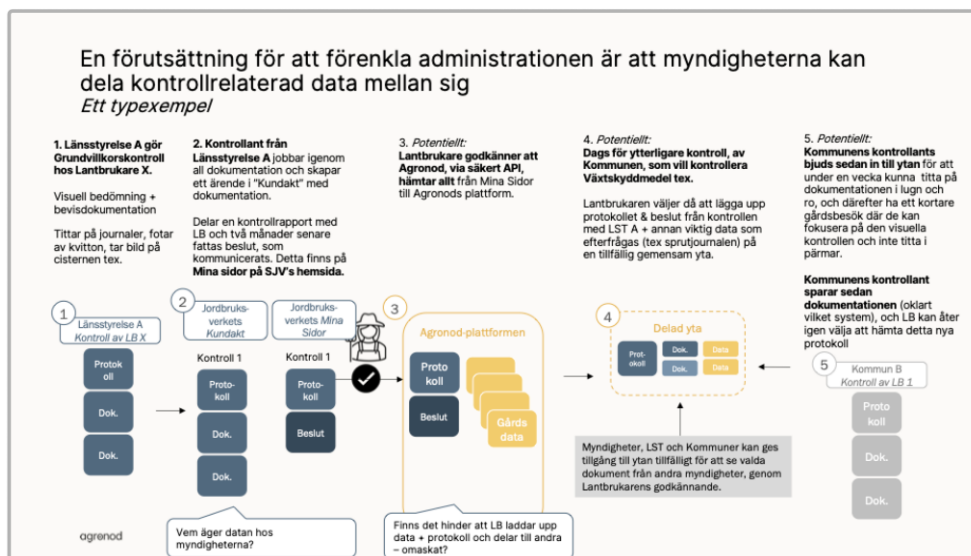 En förutsättning för att förenkla administrationen är att myndigheterna kan
dela kontrollrelaterad data mellan sig
Ett typexempel
1. Länsstyrelse A gör
Grundvillkorskontroll
hos Lantbrukare X.
Visuell bedömning +
bevisdokumentation
Tittar på journaler, fotar
av kvitton, tar bild på
cisternen tex.
2. Kontrollant från
Länsstyrelse A jobbar igenom
all dokumentation och skapar
ett ärende i "Kundakt" med
dokumentation.
Delar en kontrollrapport med
LB och två månader senare
fattas beslut, som
kommunicerats. Detta finns på
Mina sidor på SJV's hemsida.
3. Potentiellt:
Lantbrukare godkänner att
Agronod, via säkert API,
hämtar allt från Mina Sidor
till Agronods plattform.
4. Potentiellt:
Dags för ytterligare kontroll, av
Kommunen, som vill kontrollera
Växtskyddmedel tex.
Lantbrukaren väljer då att lägga upp
protokollet & beslut från kontrollen
med LST A + annan viktig data som
efterfrågas (tex sprutjournalen) på
en tillfällig gemensam yta.
5. Potentiellt:
Kommunens kontrollants
bjuds sedan in till ytan för att
under en vecka kunna titta på
dokumentationen i lugn och
ro, och därefter ha ett kortare
gårdsbesök där de kan
fokusera på den visuella
kontrollen och inte titta i
pärmar.
Kommunens kontrollant
sparar sedan
dokumentationen (oklart
vilket system), och LB kan åter
igen välja att hämta detta nya
protokoll
1
Länsstyrelse A
Kontroll av LB X
Protok
oll
Dok.
Dok.
2
Jordbruks-
verkets
Kundakt
Kontroll 1
Proto-
koll
Dok.
Dok.
Jordbruks-
verkets Mina
Sidor
Kontroll 1
Proto-
koll
Beslut
3
Agronod-plattformen
Proto
koll
Beslut
Gårds
data
4
Delad yta
Prot-
okoll
Dok.
Data
Dok.
Data
5
Kommun B
Kontroll av LB 1
Proto
koll
Dok.
Dok.
Myndigheter, LST och Kommuner kan ges
tillgång till ytan tillfälligt för att se valda
dokument från andra myndigheter, genom
Lantbrukarens godkännande.
Vem äger datan hos
myndigheterna?
Finns det hinder att LB laddar upp
data + protokoll och delar till andra
– omaskat?
agrenod